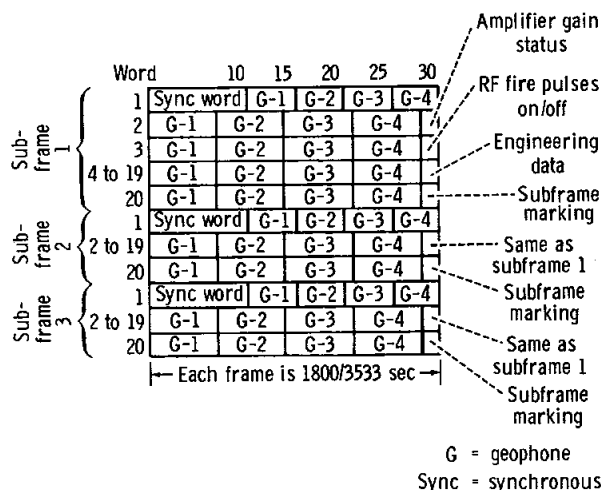 Amplifier gain
status
Word 10 15 20 25 30
RF fire pulses
on/off
Sub-
frame
1
1 Sync word G-1 G-2 G-3 G-4
2 G-1 G-2 G-3 G-4
3 G-1 G-2 G-3 G-4
Engineering
data
4 to 19 G-1 G-2 G-3 G-4
20 G-1 G-2 G-3 G-4
Subframe
marking
Sub-
frame
2
1 Sync word G-1 G-2 G-3 G-4
2 to 19 G-1 G-2 G-3 G-4
Same as
subframe 1
20 G-1 G-2 G-3 G-4
Subframe
marking
Sub-
frame
3
1 Sync word G-1 G-2 G-3 G-4
2 to 19 G-1 G-2 G-3 G-4
Same as
subframe 1
20 G-1 G-2 G-3 G-4
Subframe
marking
Each frame is 1800/3533 sec
G = geophone
Sync = synchronous